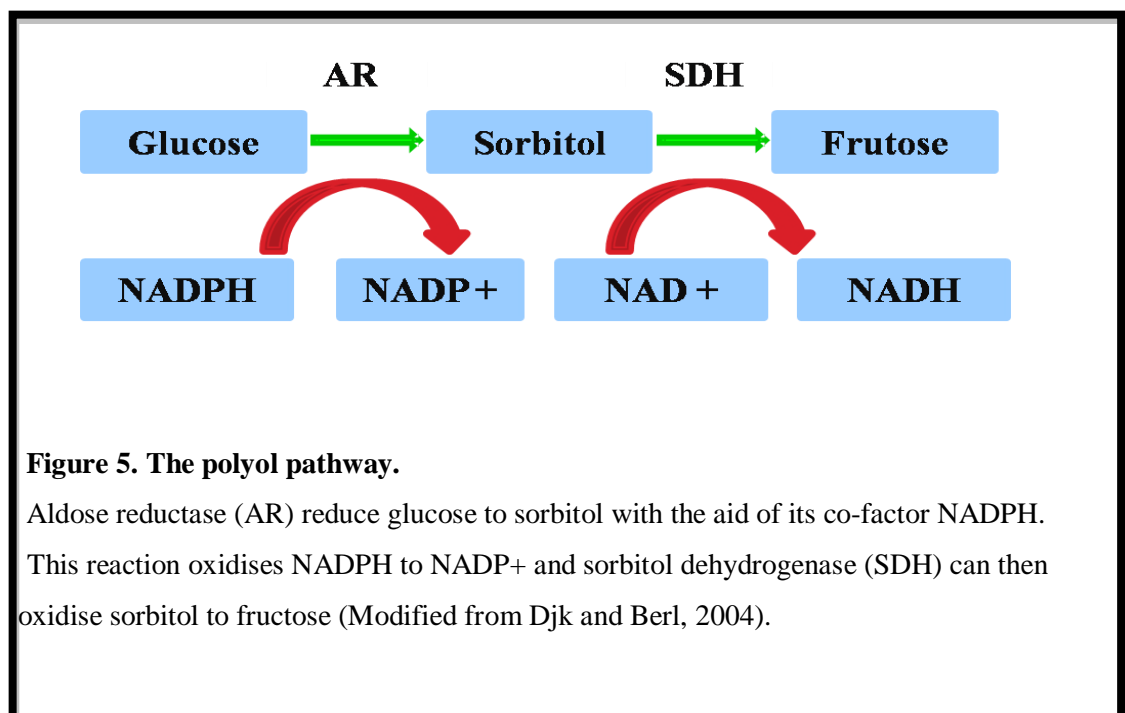 AR SDH
Glucose Sorbitol Frutose
NADPH NADP+ NAD+ NADH
Figure 5. The polyol pathway.
Aldose reductase (AR) reduce glucose to sorbitol with the aid of its co-factor NADPH.
This reaction oxidises NADPH to NADP+ and sorbitol dehydrogenase (SDH) can then
oxidise sorbitol to fructose (Modified from Djk and Berl, 2004).